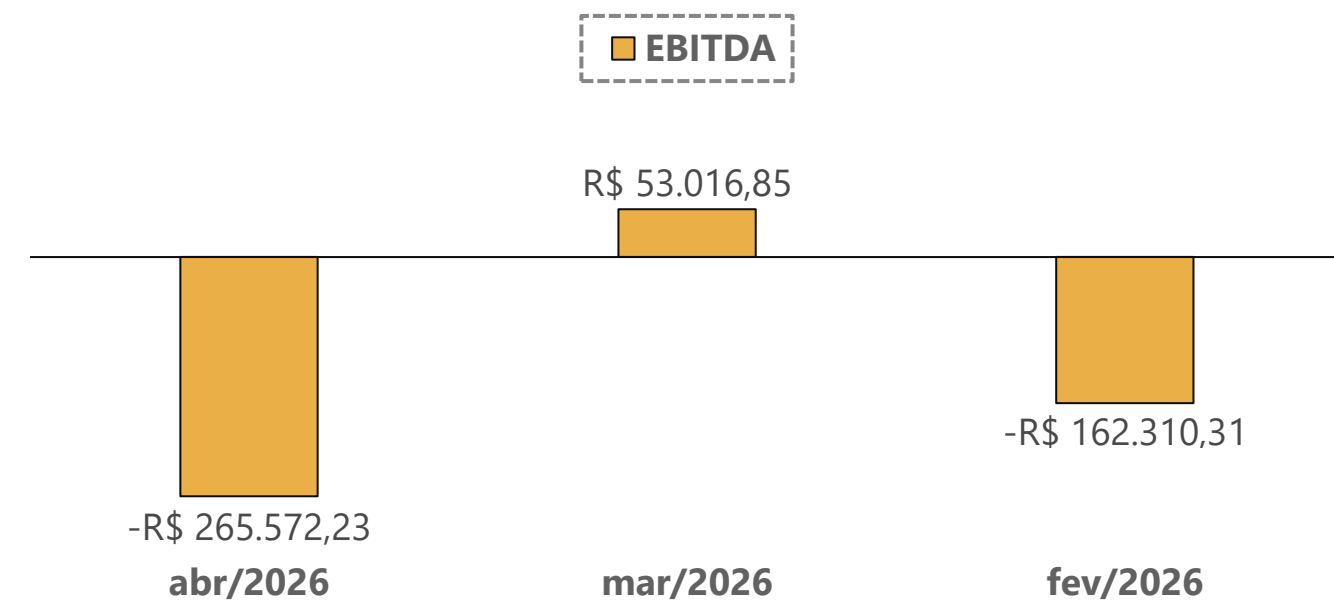 EBITDA
R$ 53.016,85
-R$ 162.310,31
-R$ 265.572,23
abr/2026 mar/2026 fev/2026